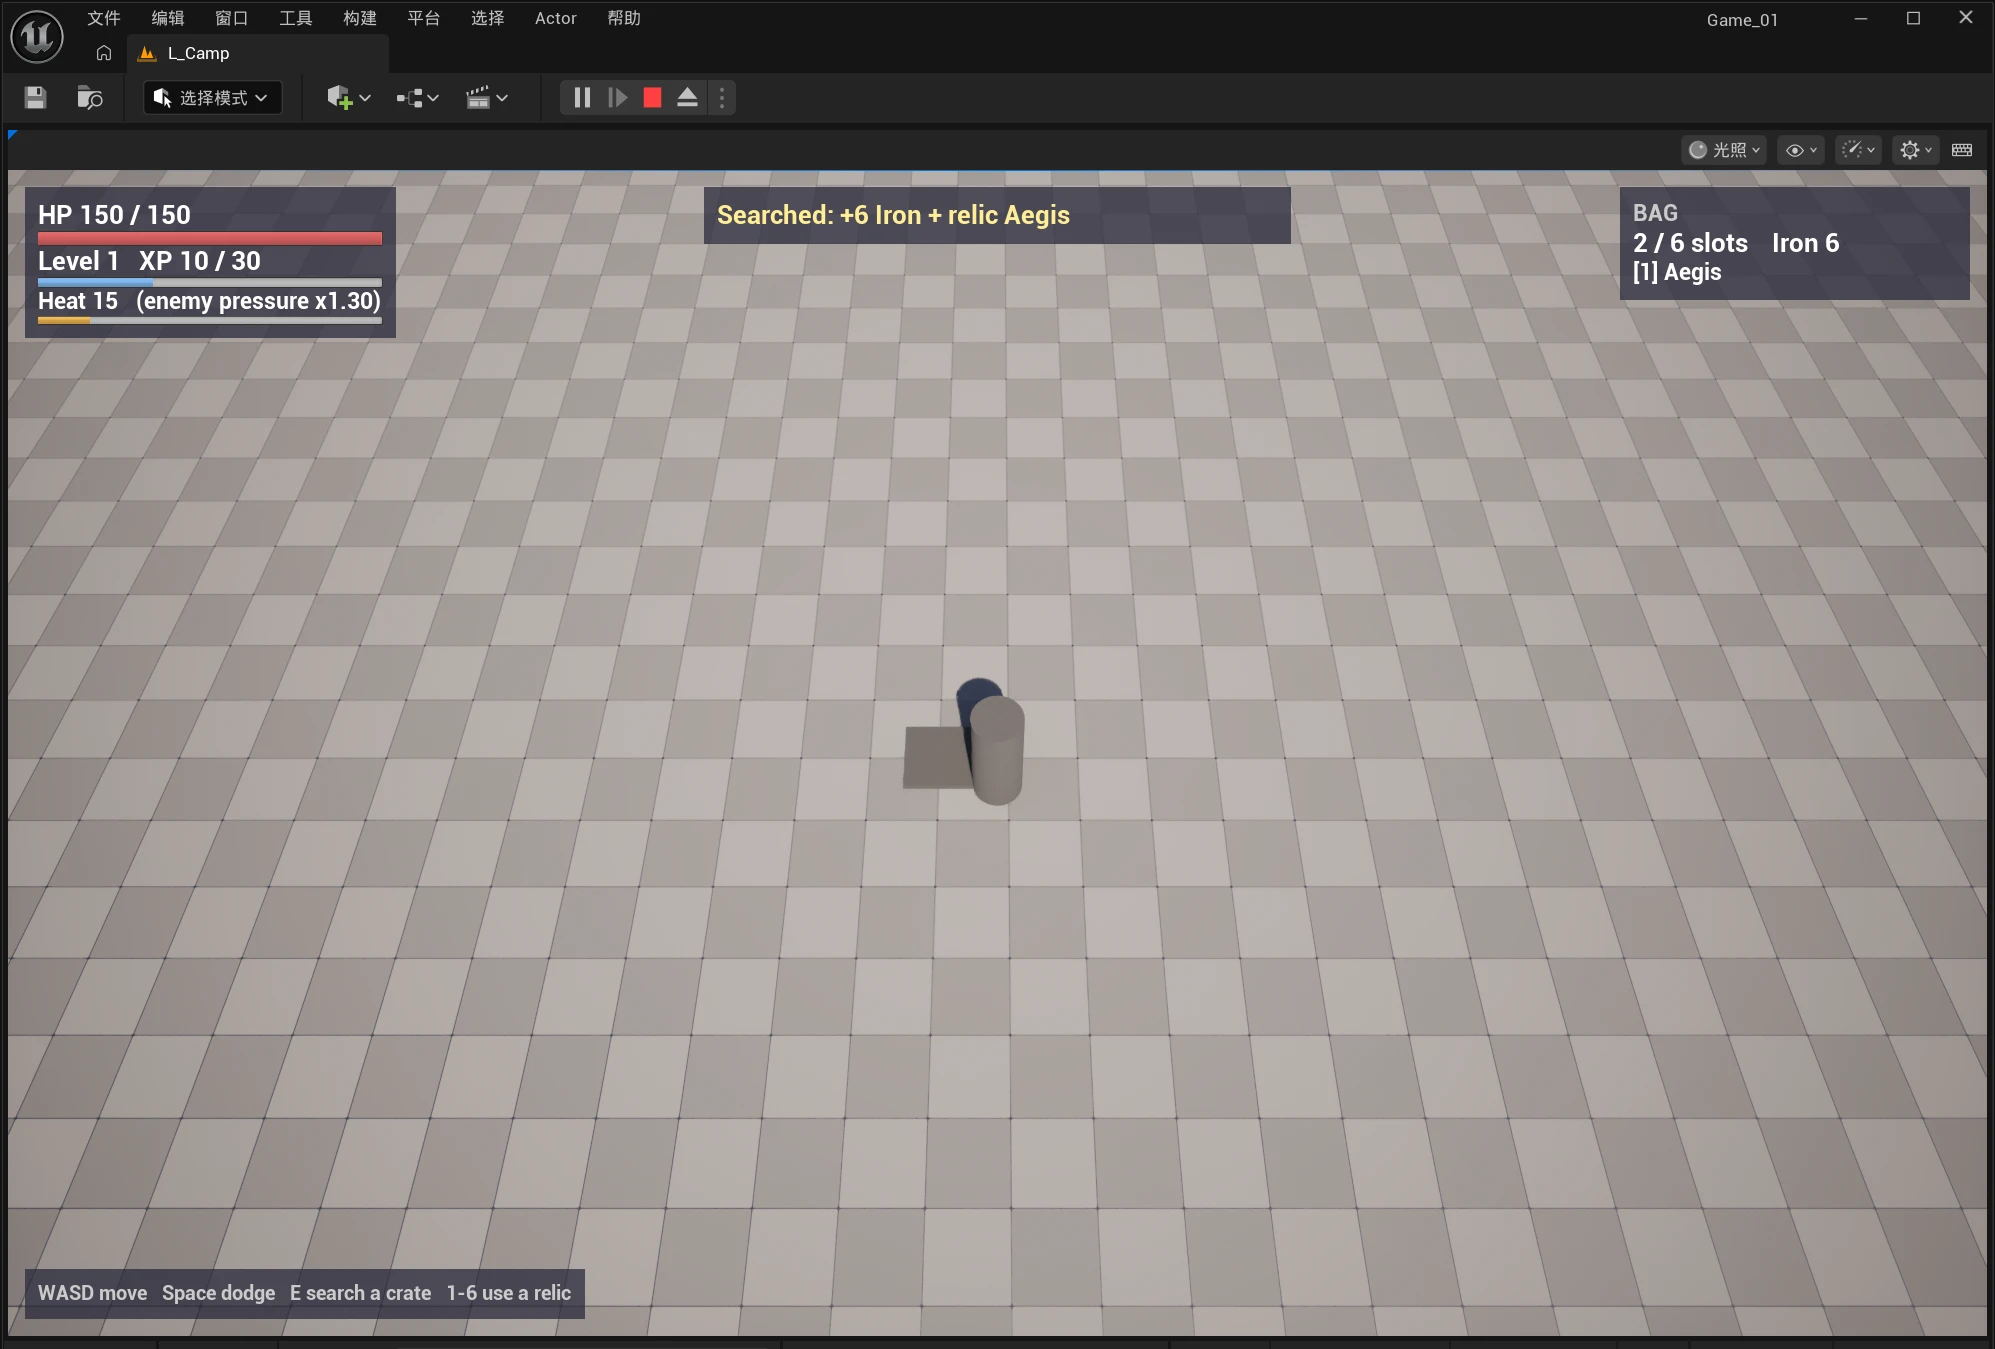 文件 编辑 窗口 工具 构建 平台 选择 Actor 帮助 Game_01
L_Camp
选择模式
光照
HP 150 / 150
Level 1 XP 10 / 30
Heat 15 (enemy pressure x1.30)
Searched: +6 Iron + relic Aegis
BAG
2 / 6 slots Iron 6
[1] Aegis
WASD move Space dodge E search a crate 1-6 use a relic